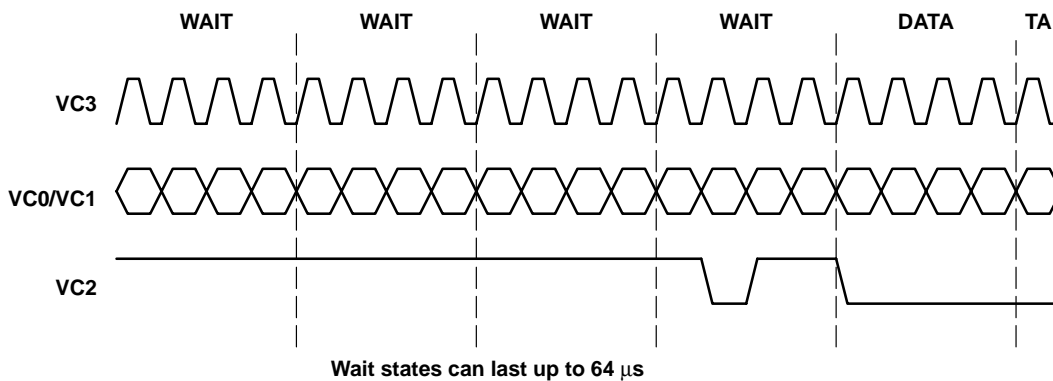 WAIT WAIT WAIT WAIT DATA TA
VC3
VC0/VC1
VC2
Wait states can last up to 64 μs